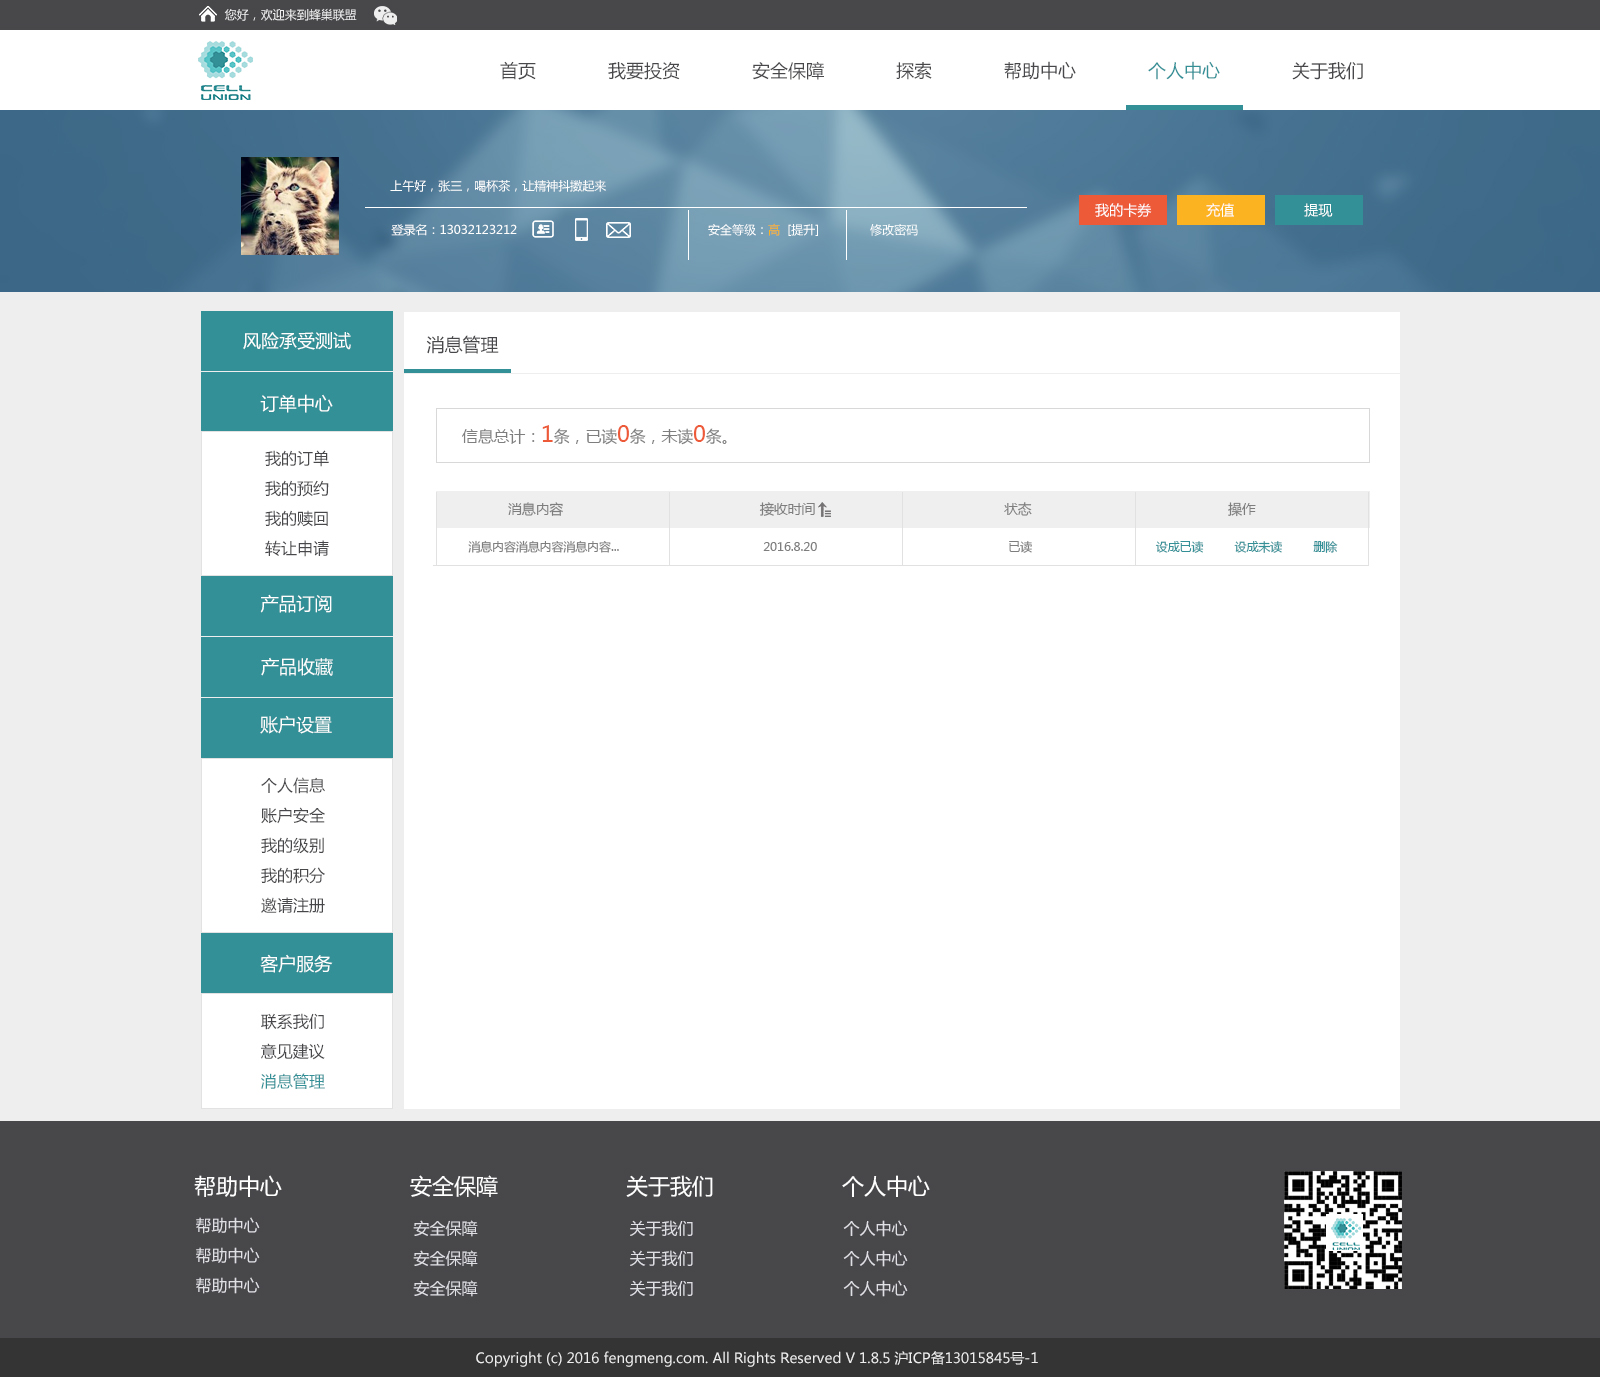 您好，欢迎来到蜂巢联盟
CELL
UNION
首页 我要投资 安全保障 探索 帮助中心 个人中心 关于我们
上午好，张三，喝杯茶，让精神抖擞起来
登录名：13032123212 安全等级：高 [提升] 修改密码
我的卡券 充值 提现
风险承受测试
订单中心
我的订单
我的预约
我的赎回
转让申请
产品订阅
产品收藏
账户设置
个人信息
账户安全
我的级别
我的积分
邀请注册
客户服务
联系我们
意见建议
消息管理
消息管理
信息总计：1条，已读0条，未读0条。
消息内容 接收时间 状态 操作
消息内容消息内容消息内容... 2016.8.20 已读 设成已读 设成未读 删除
帮助中心 安全保障 关于我们 个人中心
帮助中心 安全保障 关于我们 个人中心
帮助中心 安全保障 关于我们 个人中心
帮助中心 安全保障 关于我们 个人中心
CELL
UNION
Copyright (c) 2016 fengmeng.com. All Rights Reserved V 1.8.5 沪ICP备13015845号-1